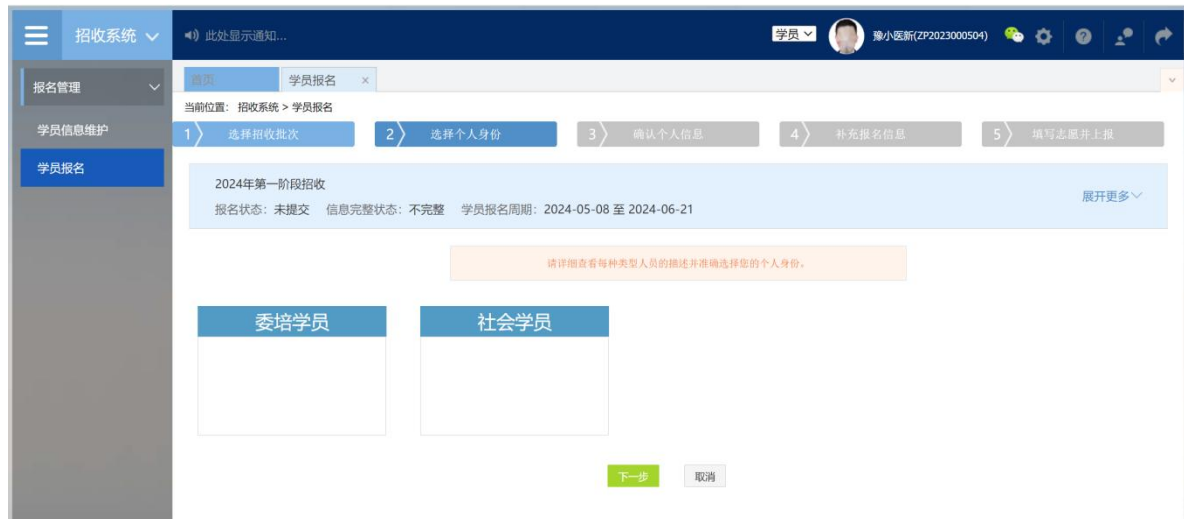 招收系统
此处显示通知...
学员
豫小医新(ZP2023000504)
报名管理
学员信息维护
学员报名
首页
学员报名 ×
当前位置： 招收系统 > 学员报名
1 选择招收批次
2 选择个人身份
3 确认个人信息
4 补充报名信息
5 填写志愿并上报
2024年第一阶段招收
报名状态：未提交 信息完整状态：不完整 学员报名周期：2024-05-08 至 2024-06-21
展开更多
请详细查看每种类型人员的描述并准确选择您的个人身份。
委培学员
社会学员
下一步
取消